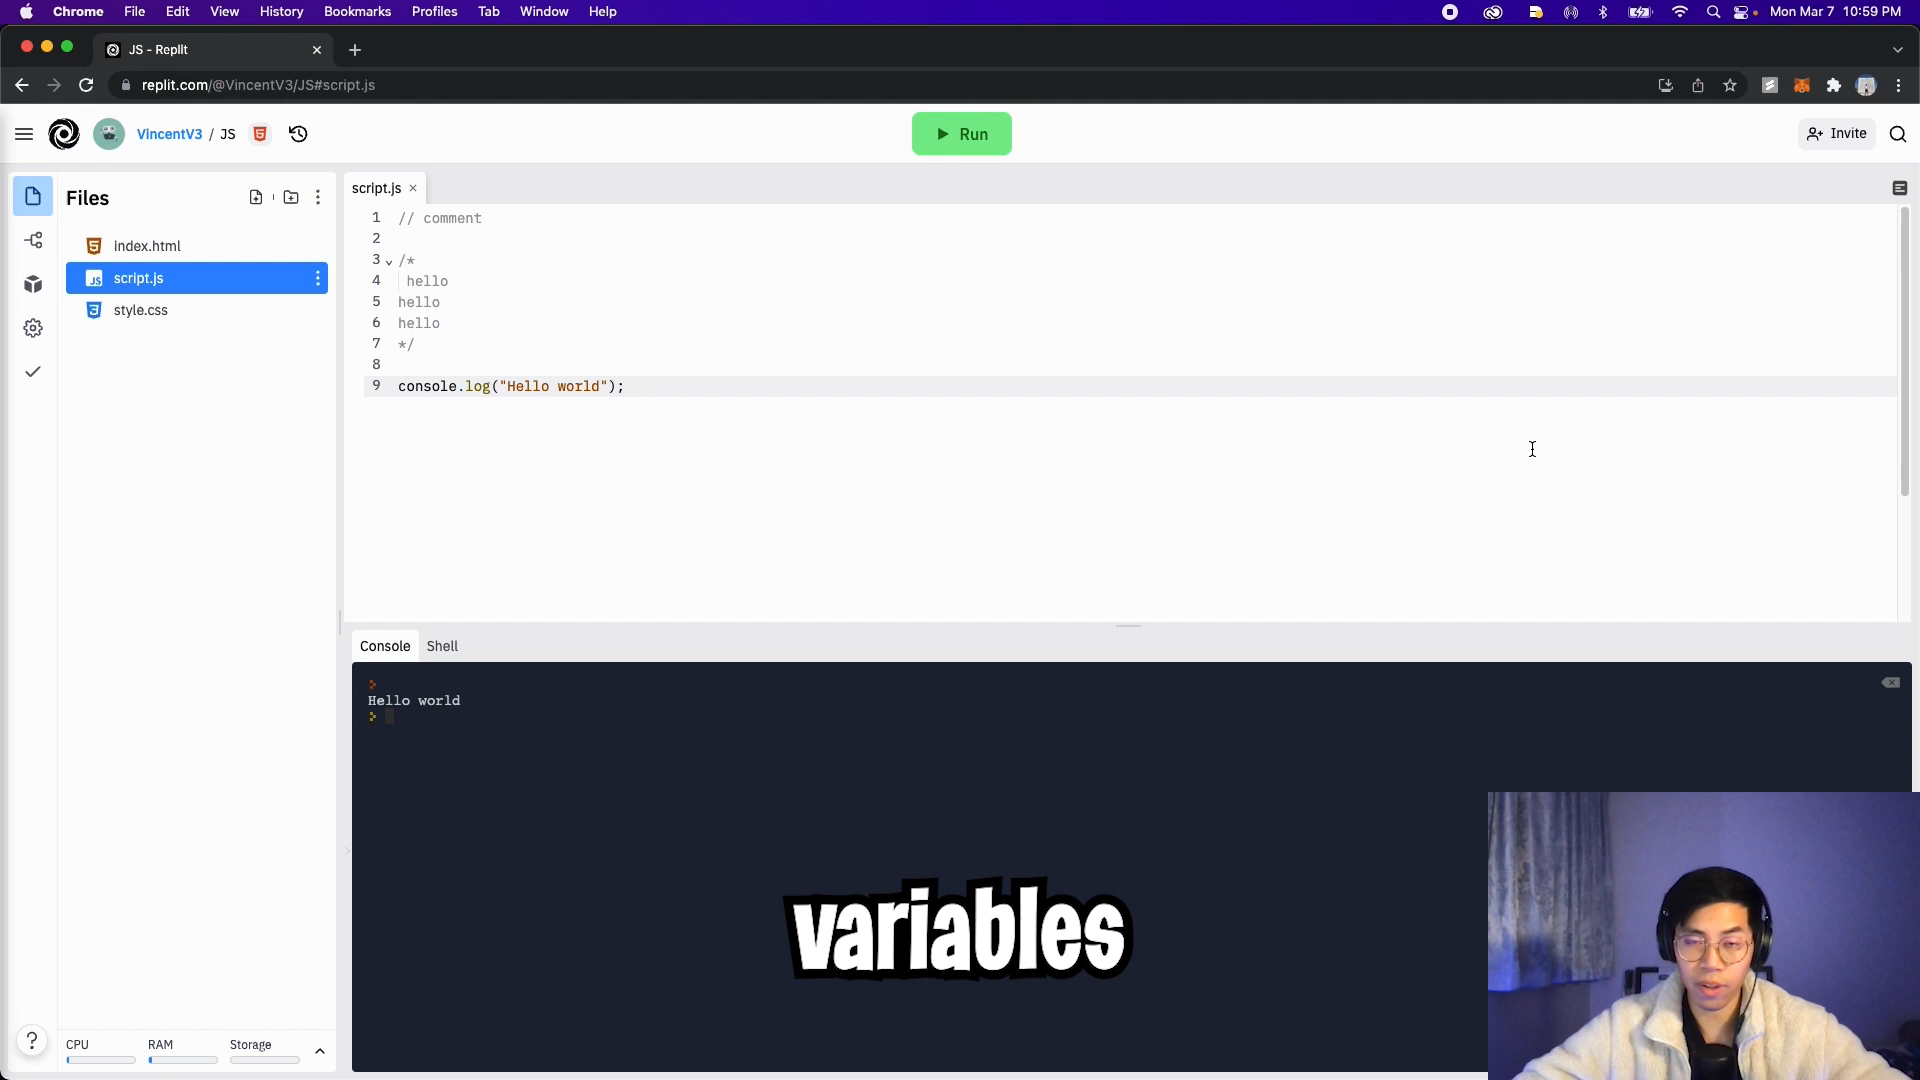 Chrome File Edit View History Bookmarks Profiles Tab Window Help
Mon Mar 7 10:59 PM
JS - Replit
replit.com/@VincentV3/JS#script.js
VincentV3 / JS
Run
Invite
Files
index.html
script.js
style.css
script.js
1 // comment
2
3 /*
4 hello
5 hello
6 hello
7 */
8
9 console.log("Hello world");
Console Shell
Hello world
variables
? CPU RAM Storage